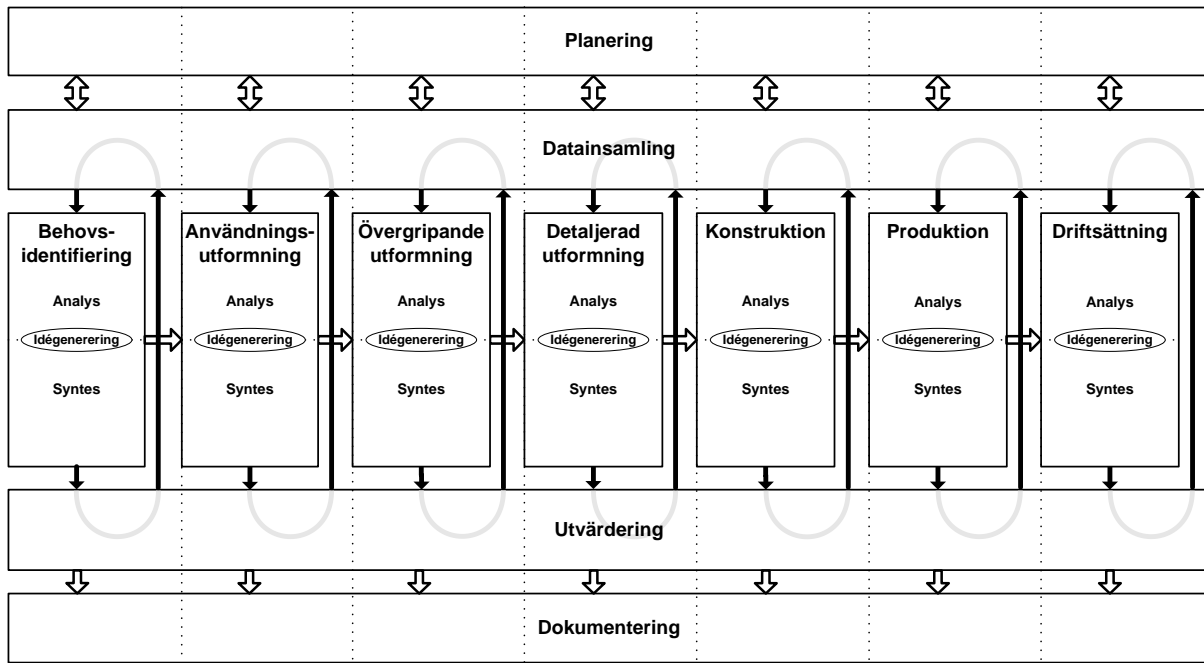 Planering
Datainsamling
Behovs-
identifiering
Analys
Idégenerering
Syntes
Användnings-
utformning
Analys
Idégenerering
Syntes
Övergripande
utformning
Analys
Idégenerering
Syntes
Detaljerad
utformning
Analys
Idégenerering
Syntes
Konstruktion
Analys
Idégenerering
Syntes
Produktion
Analys
Idégenerering
Syntes
Driftsättning
Analys
Idégenerering
Syntes
Utvärdering
Dokumentering